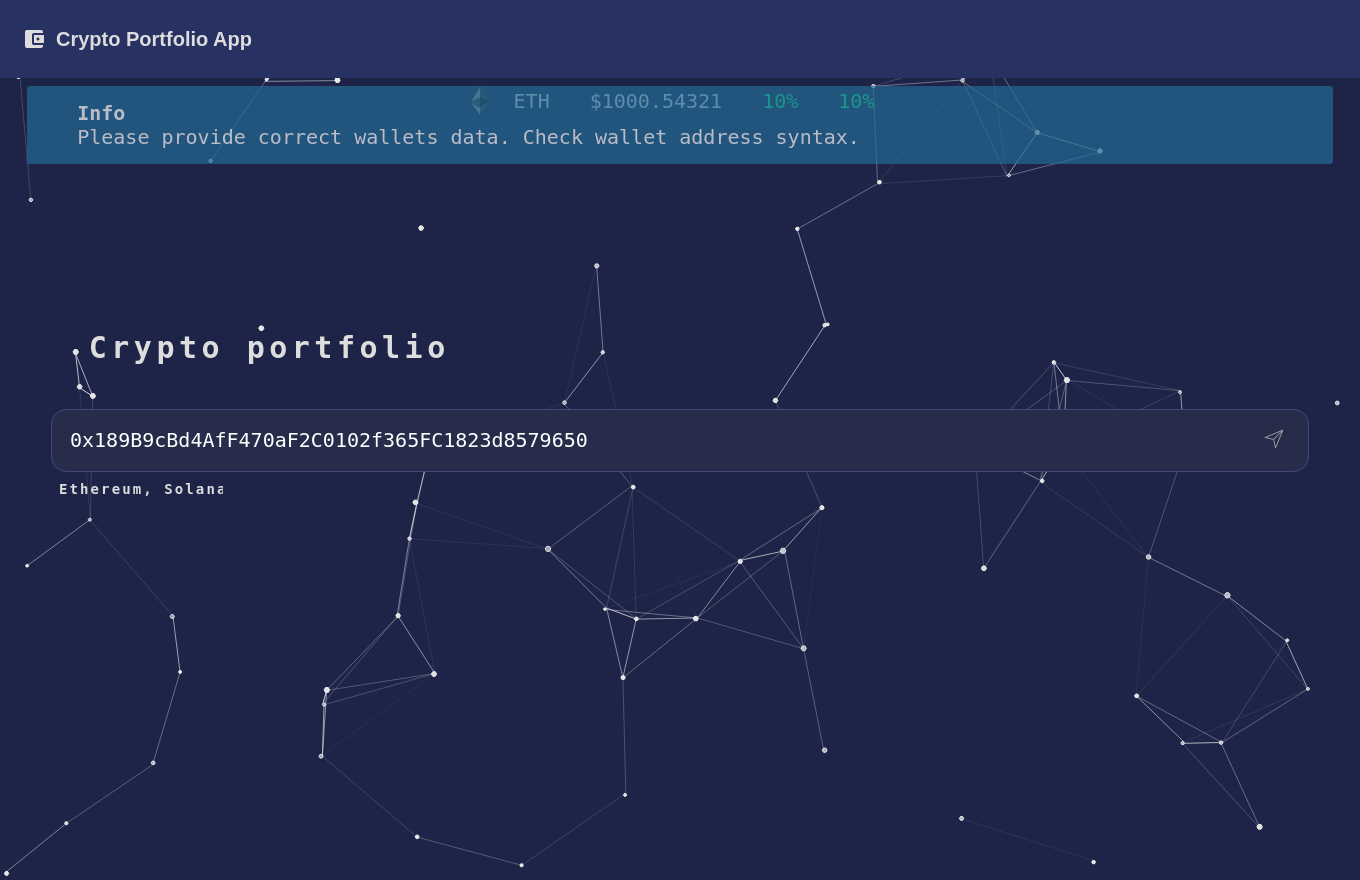 Crypto Portfolio App
ETH $1000.54321 10% 10%
Info
Please provide correct wallets data. Check wallet address syntax.
Crypto portfolio
0x189B9cBd4AfF470aF2C0102f365FC1823d8579650
Ethereum, Solana